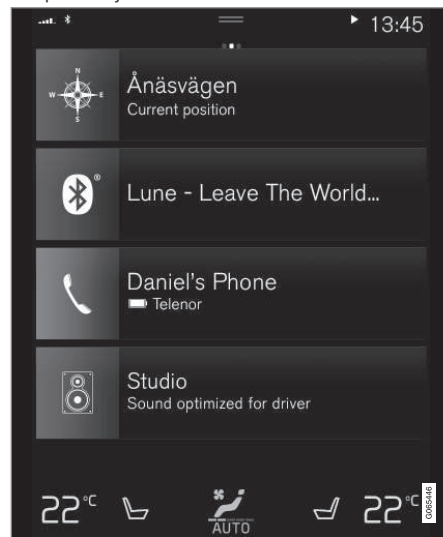 13:45
N
W E
S
Ånäsvägen
Current position
Lune - Leave The World...
Daniel's Phone
Telenor
Studio
Sound optimized for driver
22°C
AUTO
22°C
G065446